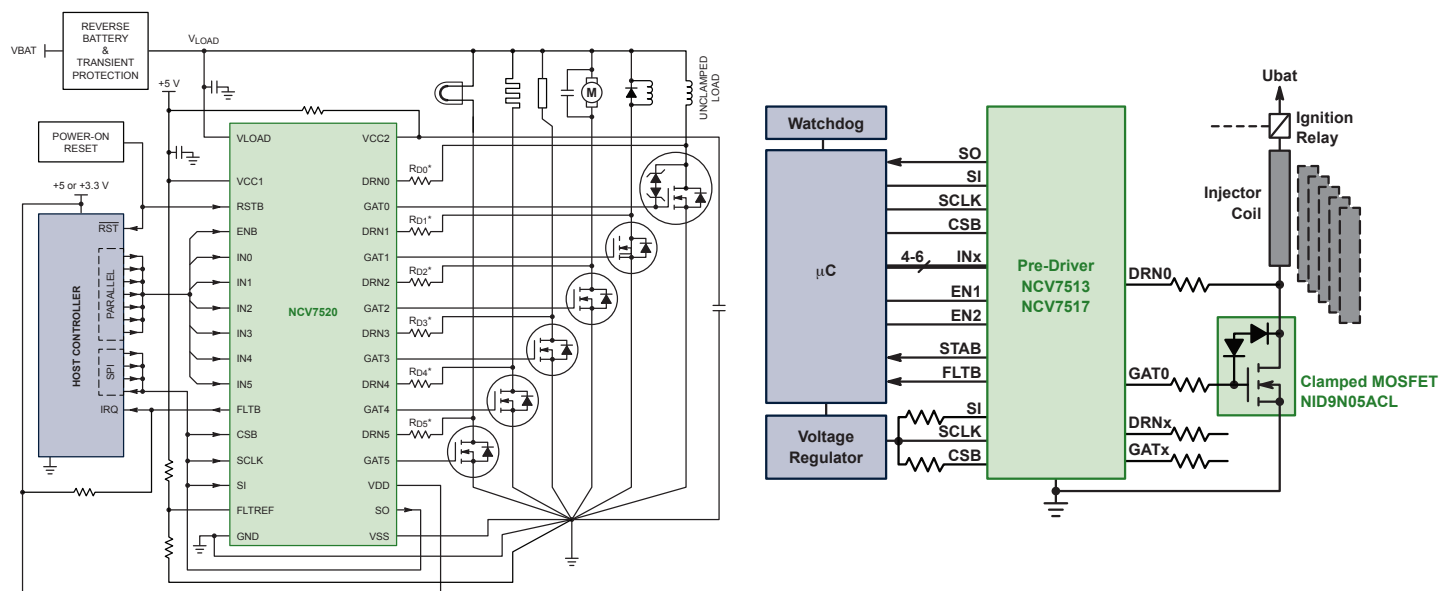 REVERSE
BATTERY
&
TRANSIENT
PROTECTION
VBAT
VLOAD
+5 V
UNCLAMPED
LOAD
M
POWER-ON
RESET
+5 or +3.3 V
HOST CONTROLLER
RST
PARALLEL
SPI
IRQ
NCV7520
VLOAD
VCC1
RSTB
ENB
IN0
IN1
IN2
IN3
IN4
IN5
FLTB
CSB
SCLK
SI
FLTREF
GND
VCC2
DRN0
GAT0
DRN1
GAT1
DRN2
GAT2
DRN3
GAT3
DRN4
GAT4
DRN5
GAT5
VDD
SO
VSS
RD0*
RD1*
RD2*
RD3*
RD4*
RD5*
Watchdog
µC
Voltage
Regulator
SO
SI
SCLK
CSB
4-6 INx
EN1
EN2
STAB
FLTB
SI
SCLK
CSB
Pre-Driver
NCV7513
NCV7517
DRN0
GAT0
DRNx
GATx
Ubat
Ignition
Relay
Injector
Coil
Clamped MOSFET
NID9N05ACL